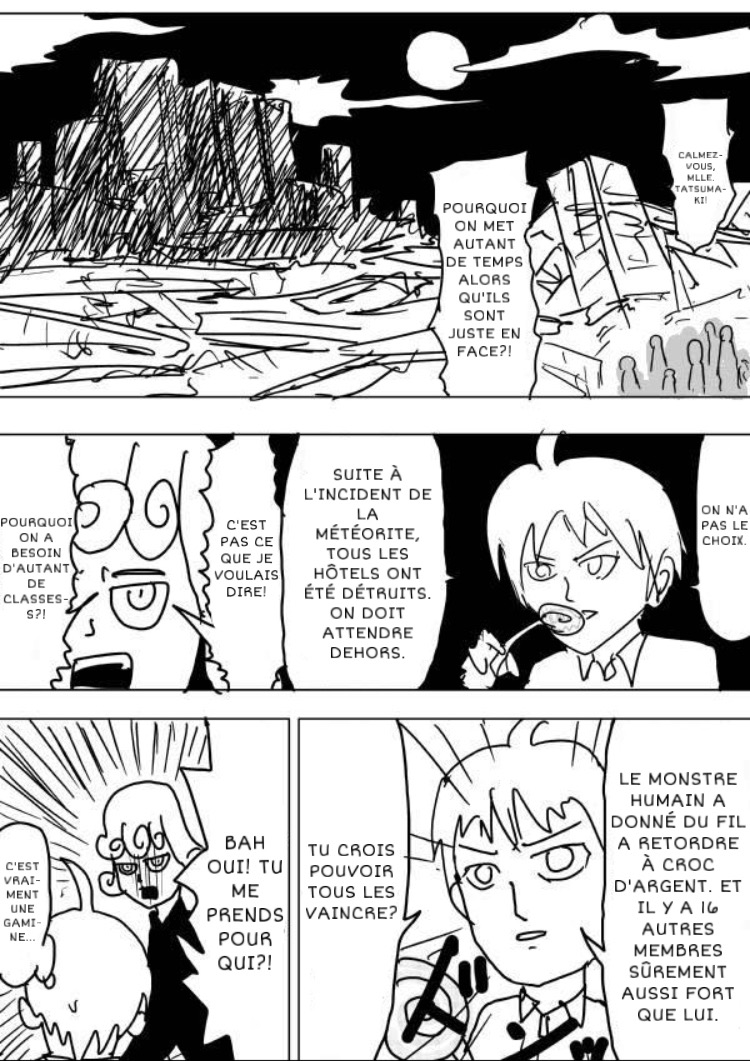 CALMEZ-
VOUS,
MLLE.
TATSUMA-
KI!
POURQUOI
ON MET
AUTANT
DE TEMPS
ALORS
QU'ILS
SONT
JUSTE EN
FACE?!
ON N'A
PAS LE
CHOIX.
SUITE À
L'INCIDENT DE
LA
MÉTÉORITE,
TOUS LES
HÔTELS ONT
ÉTÉ DÉTRUITS.
ON DOIT
ATTENDRE
DEHORS.
C'EST
PAS CE
QUE JE
VOULAIS
DIRE!
POURQUOI
ON A
BESOIN
D'AUTANT
DE
CLASSES-
S?!
LE MONSTRE
HUMAIN A
DONNÉ DU FIL
A RETORDRE
À CROC
D'ARGENT. ET
IL Y A 16
AUTRES
MEMBRES
SÛREMENT
AUSSI FORT
QUE LUI.
TU CROIS
POUVOIR
TOUS LES
VAINCRE?
BAH
OUI! TU
ME
PRENDS
POUR
QUI?!
C'EST
VRAI-
MENT
UNE
GAMI-
NE...